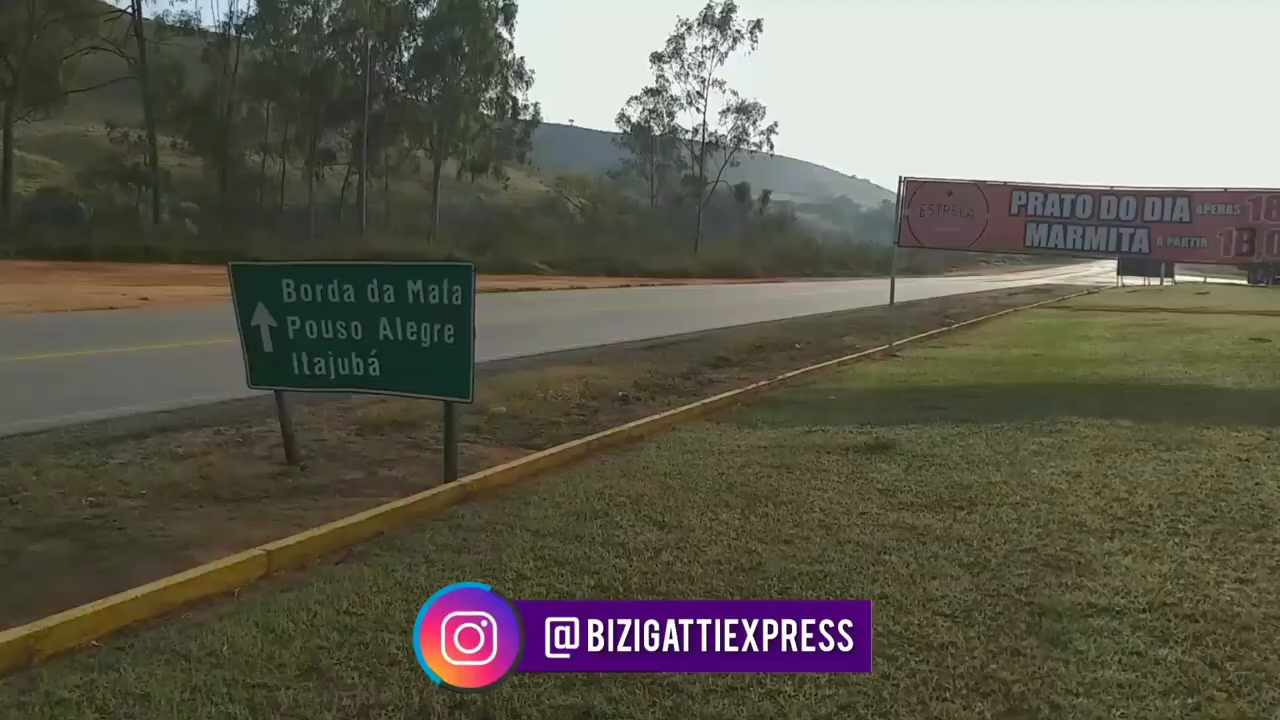 Borda da Mata
Pouso Alegre
Itajubá
ESTRELA
PRATO DO DIA APENAS
MARMITA A PARTIR
@BIZIGATTIEXPRESS